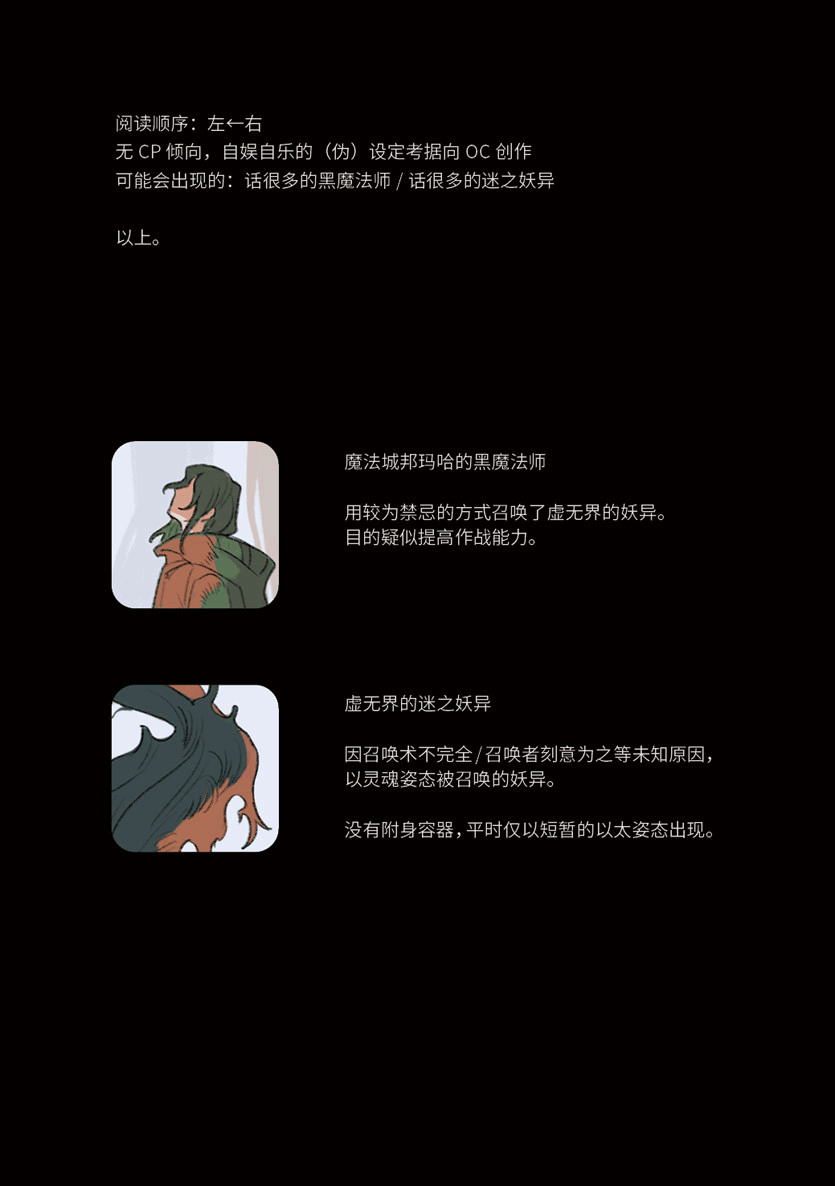 阅读顺序：左←右
无 CP 倾向，自娱自乐的（伪）设定考据向 OC 创作
可能会出现的：话很多的黑魔法师 / 话很多的迷之妖异
以上。
魔法城邦玛哈的黑魔法师
用较为禁忌的方式召唤了虚无界的妖异。
目的疑似提高作战能力。
虚无界的迷之妖异
因召唤术不完全/召唤者刻意为之等未知原因，
以灵魂姿态被召唤的妖异。
没有附身容器，平时仅以短暂的以太姿态出现。